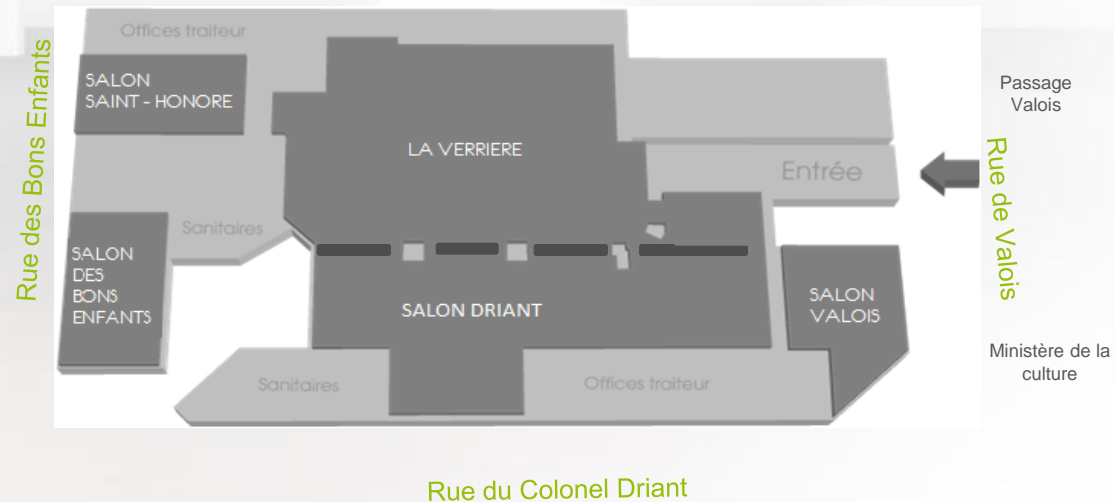 Offices traiteur
SALON
SAINT - HONORE
Rue des Bons Enfants
LA VERRIERE
Passage
Valois
Entrée
Rue de Valois
Sanitaires
SALON
DES
BONS
ENFANTS
SALON DRIANT
SALON
VALOIS
Ministère de la
culture
Sanitaires
Offices traiteur
Rue du Colonel Driant